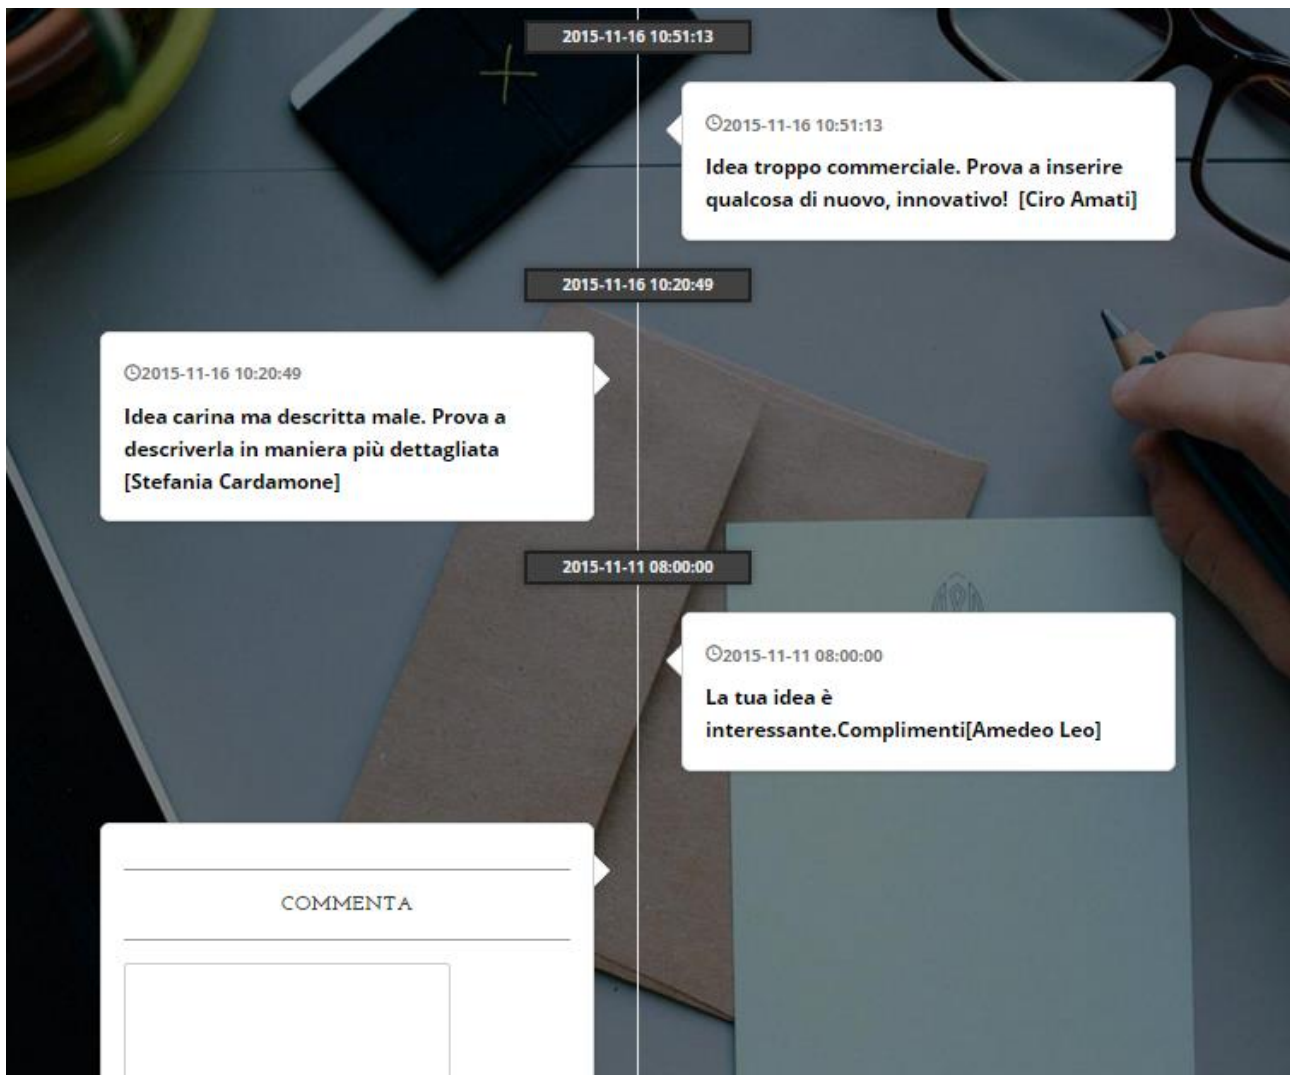 2015-11-16 10:51:13
2015-11-16 10:51:13
Idea troppo commerciale. Prova a inserire
qualcosa di nuovo, innovativo!  [Ciro Amati]
2015-11-16 10:20:49
2015-11-16 10:20:49
Idea carina ma descritta male. Prova a
descriverla in maniera più dettagliata
[Stefania Cardamone]
2015-11-11 08:00:00
2015-11-11 08:00:00
La tua idea è
interessante.Complimenti[Amedeo Leo]
COMMENTA